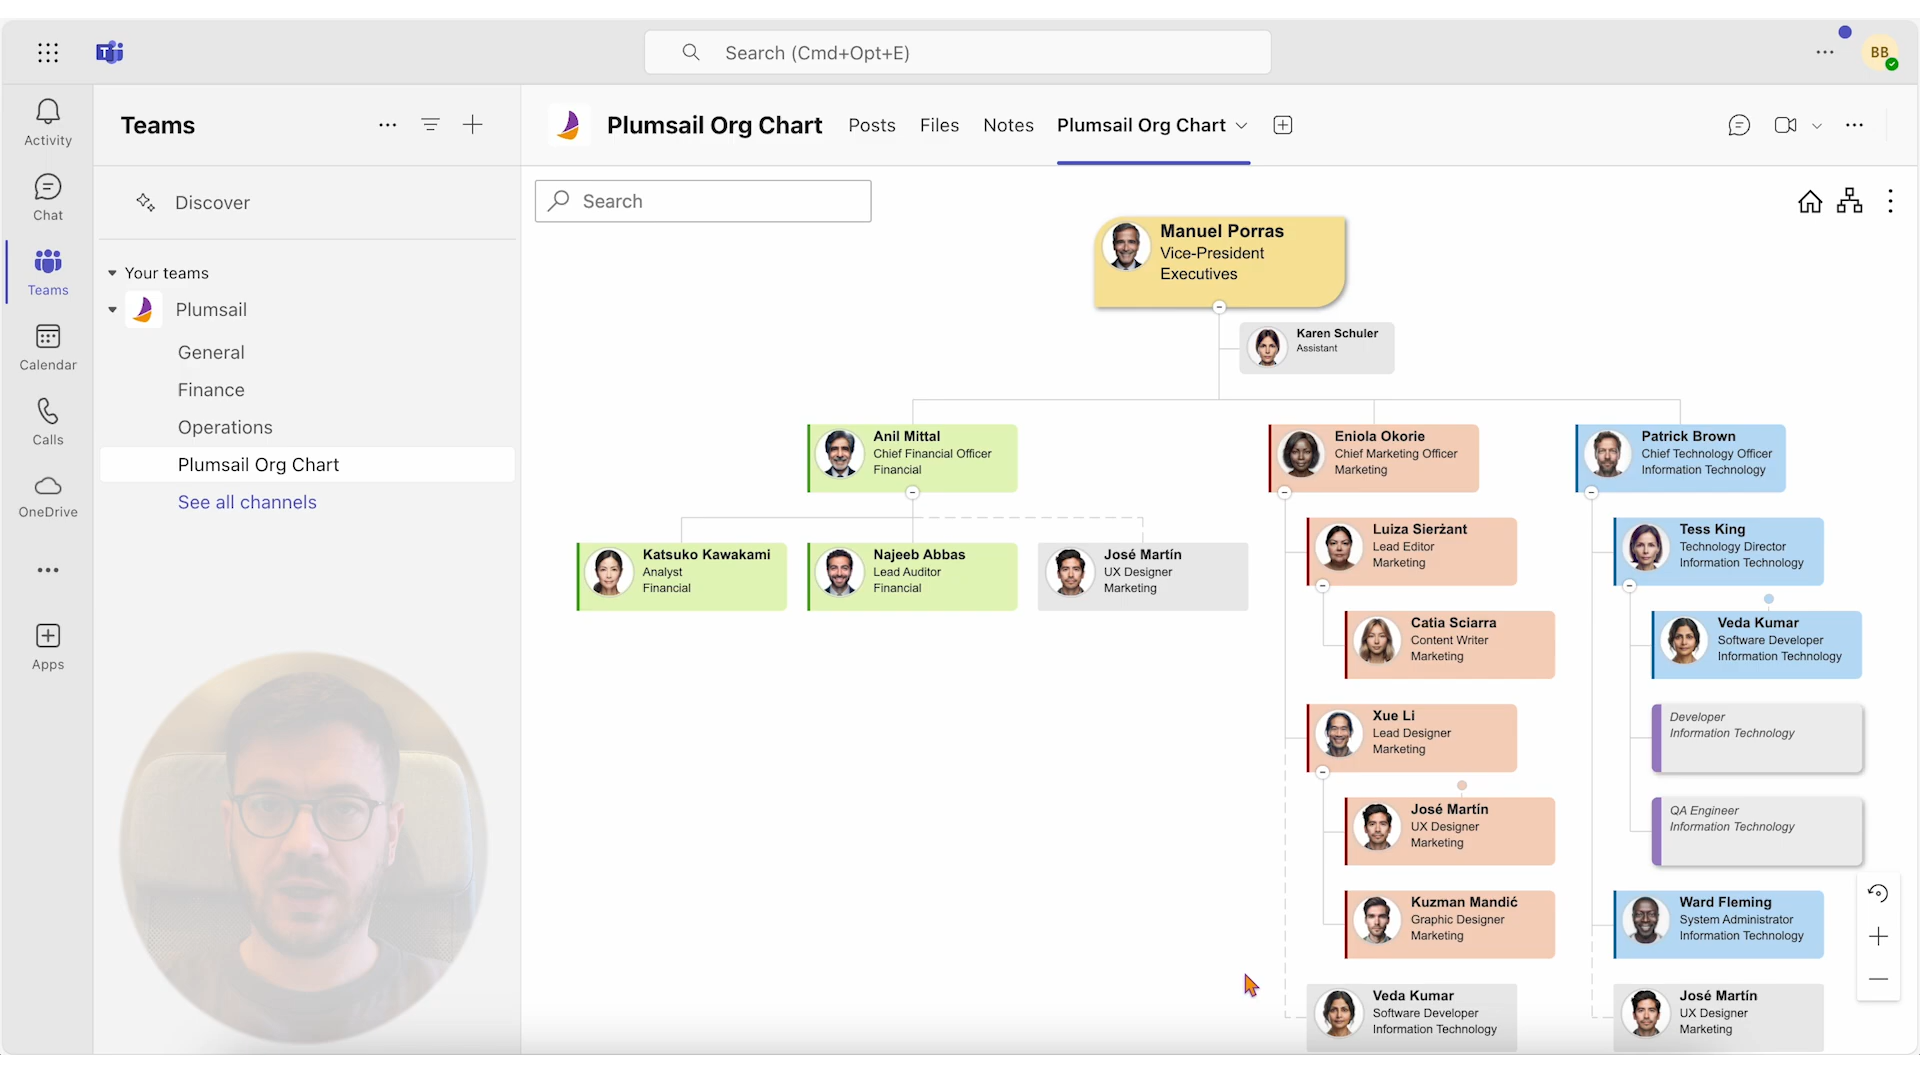 Search (Cmd+Opt+E)
BB
Activity
Chat
Teams
Calendar
Calls
OneDrive
Apps
Teams
Discover
Your teams
Plumsail
General
Finance
Operations
Plumsail Org Chart
See all channels
Plumsail Org Chart
Posts
Files
Notes
Plumsail Org Chart
Search
Manuel Porras
Vice-President
Executives
Karen Schuler
Assistant
Anil Mittal
Chief Financial Officer
Financial
Eniola Okorie
Chief Marketing Officer
Marketing
Patrick Brown
Chief Technology Officer
Information Technology
Katsuko Kawakami
Analyst
Financial
Najeeb Abbas
Lead Auditor
Financial
José Martín
UX Designer
Marketing
Luiza Sierżant
Lead Editor
Marketing
Catia Sciarra
Content Writer
Marketing
Xue Li
Lead Designer
Marketing
José Martín
UX Designer
Marketing
Kuzman Mandić
Graphic Designer
Marketing
Veda Kumar
Software Developer
Information Technology
Tess King
Technology Director
Information Technology
Veda Kumar
Software Developer
Information Technology
Developer
Information Technology
QA Engineer
Information Technology
Ward Fleming
System Administrator
Information Technology
José Martín
UX Designer
Marketing